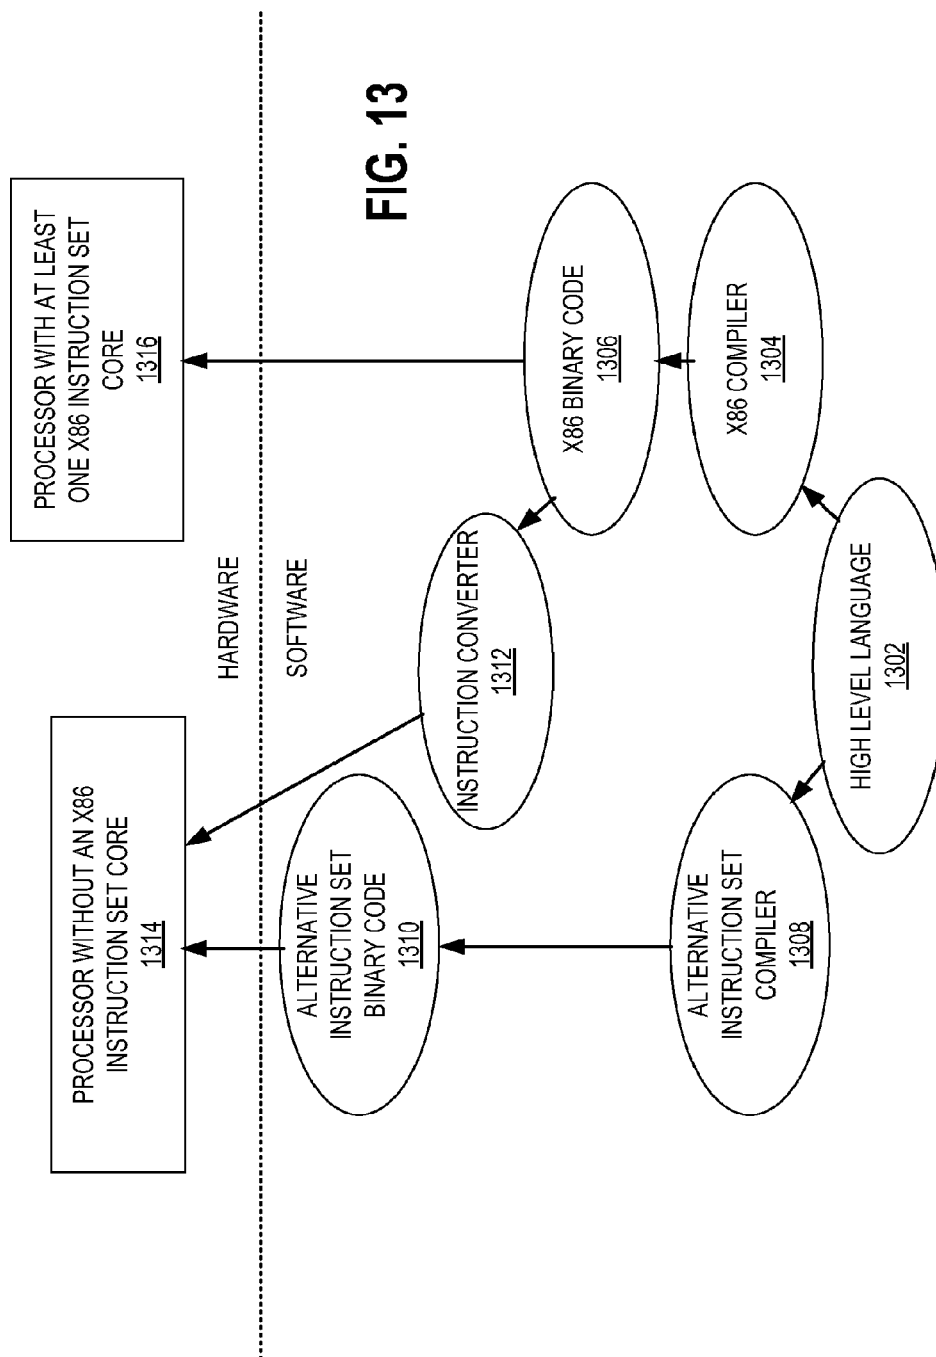 PROCESSOR WITHOUT AN X86
INSTRUCTION SET CORE
1314
PROCESSOR WITH AT LEAST
ONE X86 INSTRUCTION SET
CORE
1316
HARDWARE
SOFTWARE
ALTERNATIVE
INSTRUCTION SET
BINARY CODE
1310
INSTRUCTION CONVERTER
1312
FIG. 13
X86 BINARY CODE
1306
ALTERNATIVE
INSTRUCTION SET
COMPILER
1308
X86 COMPILER
1304
HIGH LEVEL LANGUAGE
1302